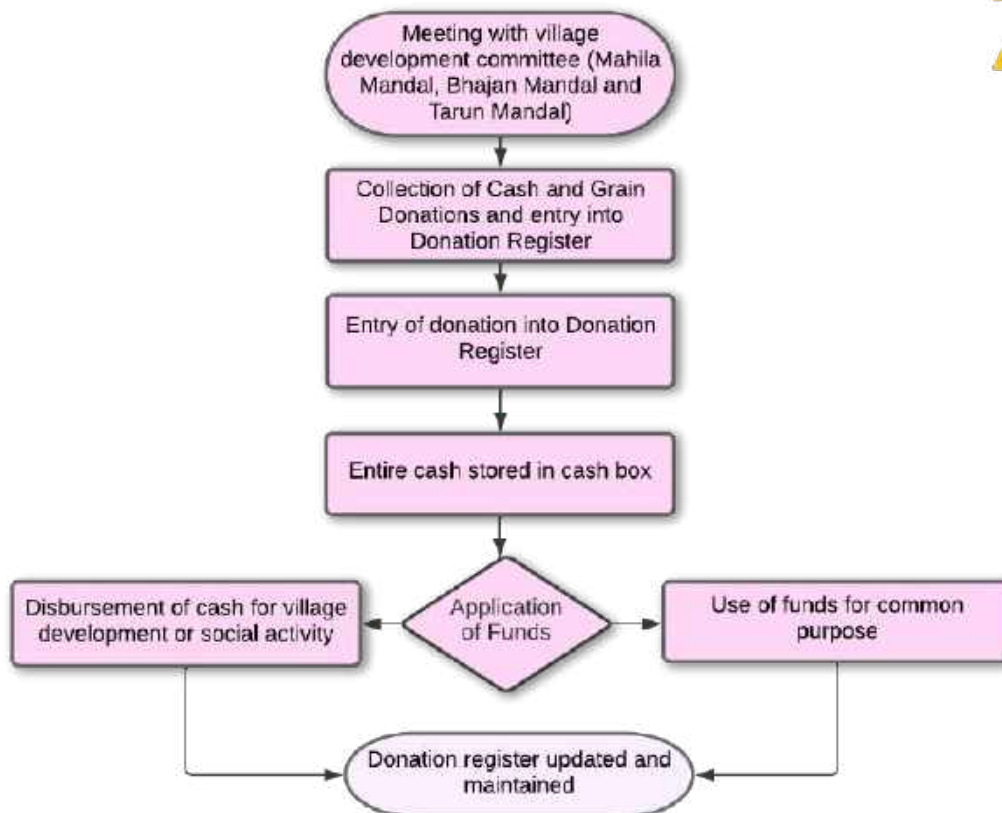 Meeting with village
development committee (Mahila
Mandal, Bhajan Mandal and
Tarun Mandal)
Collection of Cash and Grain
Donations and entry into
Donation Register
Entry of donation into Donation
Register
Entire cash stored in cash box
Disbursement of cash for village
development or social activity
Application
of Funds
Use of funds for common
purpose
Donation register updated and
maintained